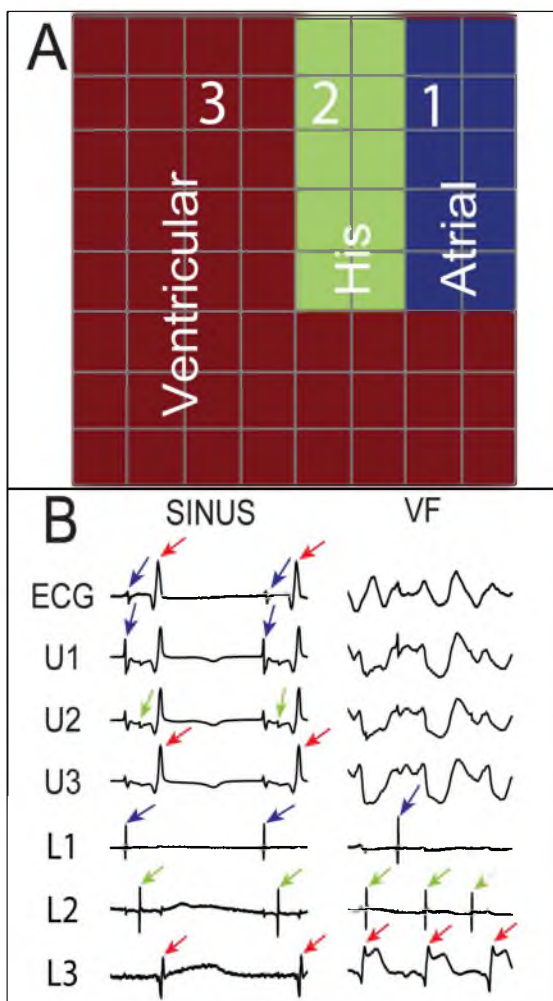 A
3 2 1
Ventricular
His
Atrial
B
SINUS VF
ECG
U1
U2
U3
L1
L2
L3